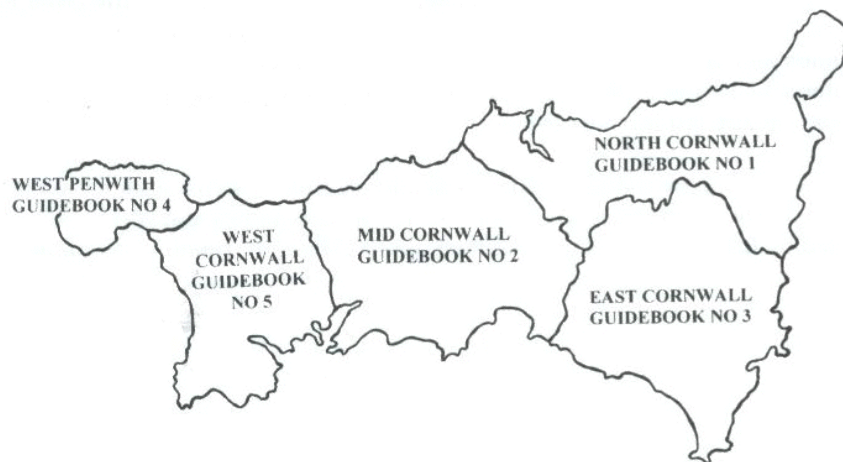 NORTH CORNWALL
GUIDEBOOK NO 1
WEST PENWITH
GUIDEBOOK NO 4
WEST
CORNWALL
GUIDEBOOK
NO 5
MID CORNWALL
GUIDEBOOK NO 2
EAST CORNWALL
GUIDEBOOK NO 3